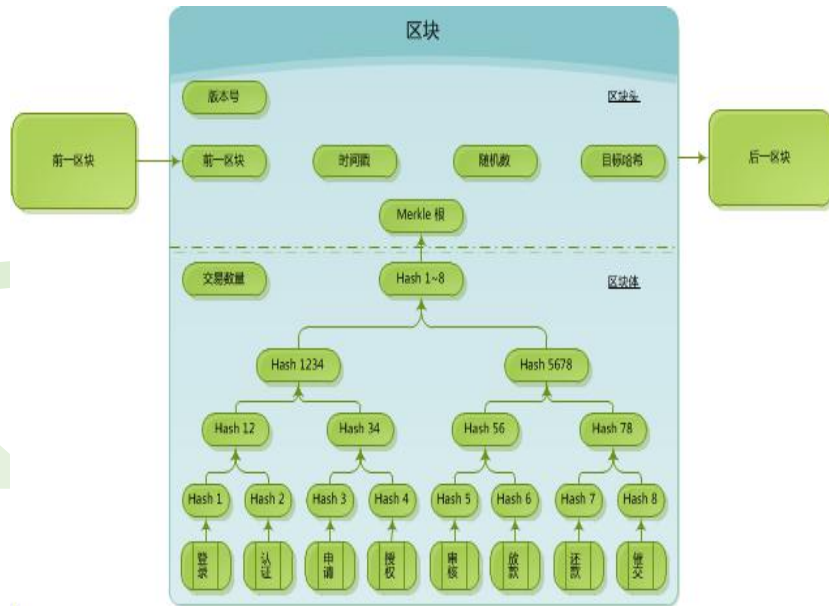 区块
版本号
区块头
前一区块
前一区块
时间戳
随机数
目标哈希
后一区块
Merkle 根
交易数量
Hash 1~8
区块体
Hash 1234
Hash 5678
Hash 12
Hash 34
Hash 56
Hash 78
Hash 1
Hash 2
Hash 3
Hash 4
Hash 5
Hash 6
Hash 7
Hash 8
登录
认证
申请
授权
审核
放款
还款
催交